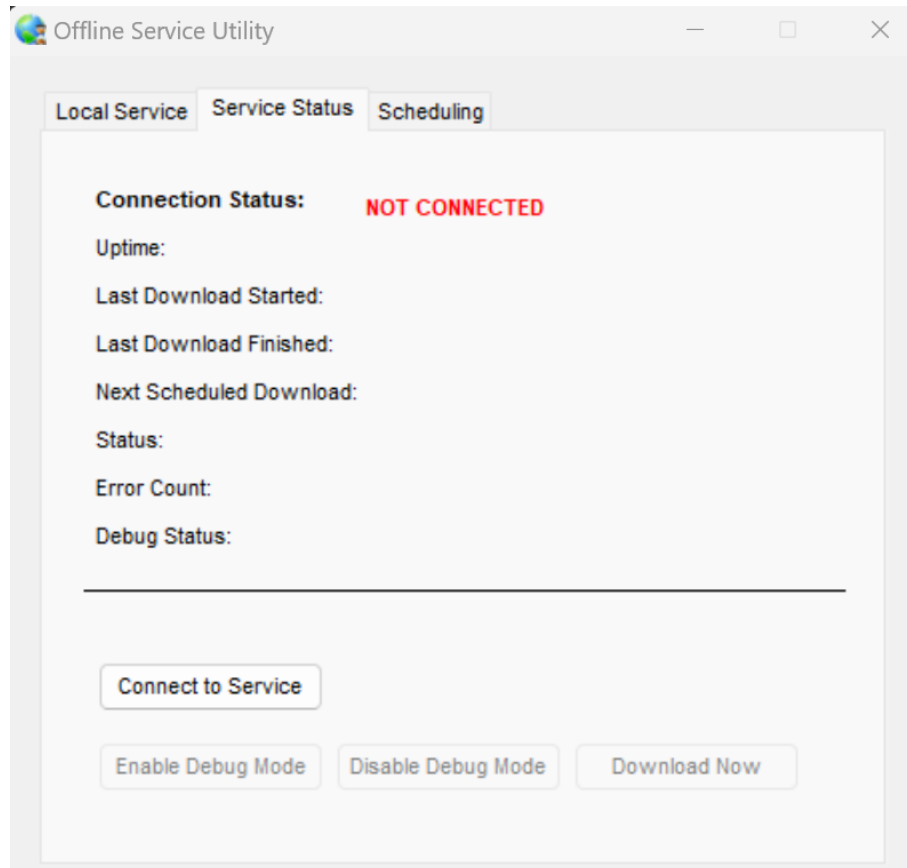 Offline Service Utility
Local Service Service Status Scheduling
Connection Status: NOT CONNECTED
Uptime:
Last Download Started:
Last Download Finished:
Next Scheduled Download:
Status:
Error Count:
Debug Status:
Connect to Service
Enable Debug Mode Disable Debug Mode Download Now